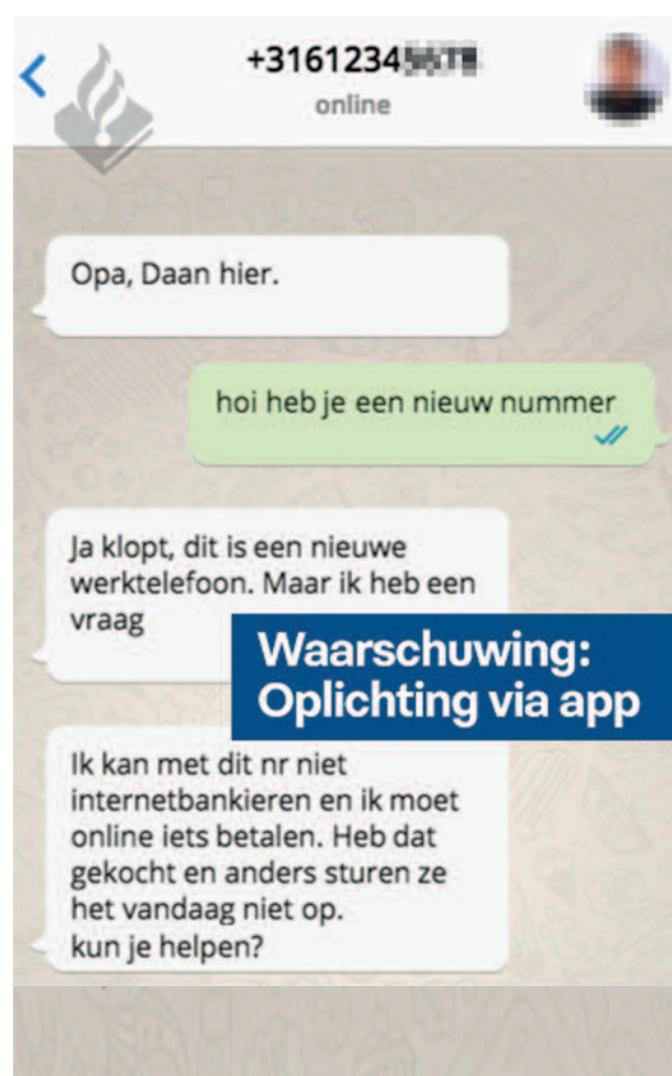 +31612345678
online
Opa, Daan hier.
hoi heb je een nieuw nummer
Ja klopt, dit is een nieuwe
werktelefoon. Maar ik heb een
vraag
Waarschuwing:
Oplichting via app
Ik kan met dit nr niet
internetbankieren en ik moet
online iets betalen. Heb dat
gekocht en anders sturen ze
het vandaag niet op.
kun je helpen?